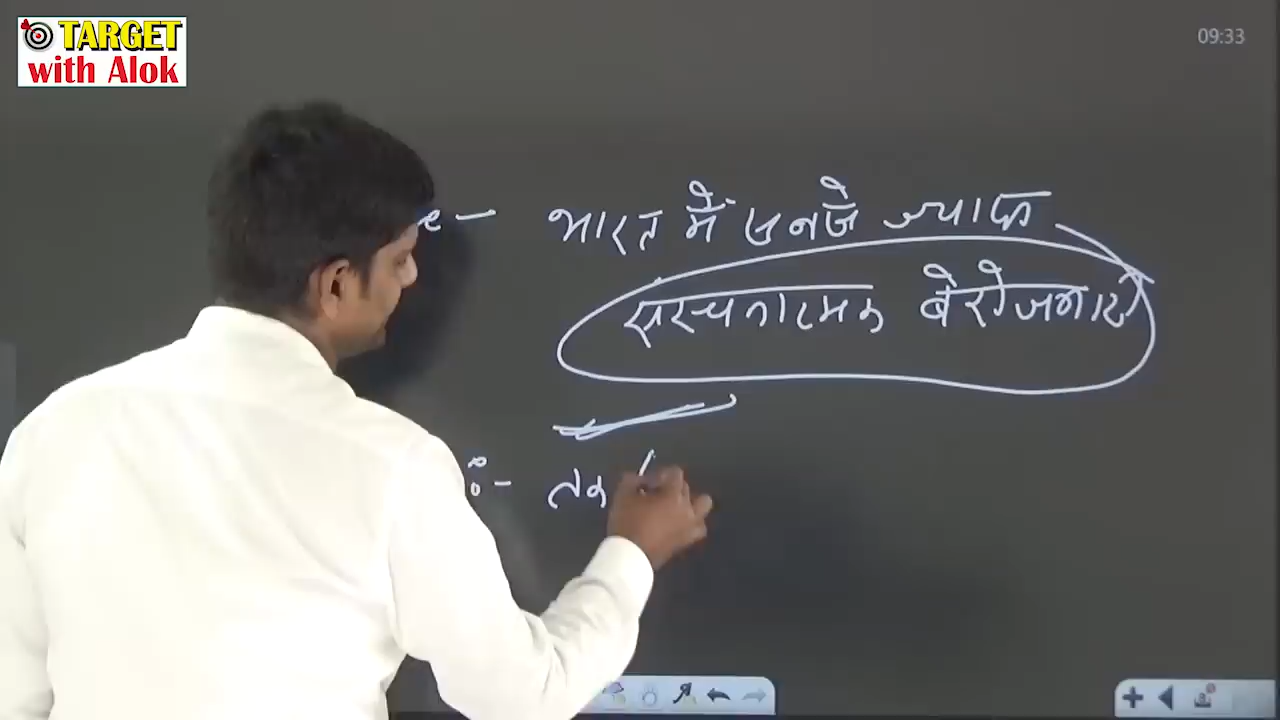 TARGET
with Alok
09:33
भारत में सबसे ज्यादा
संरचनात्मक बेरोजगारी